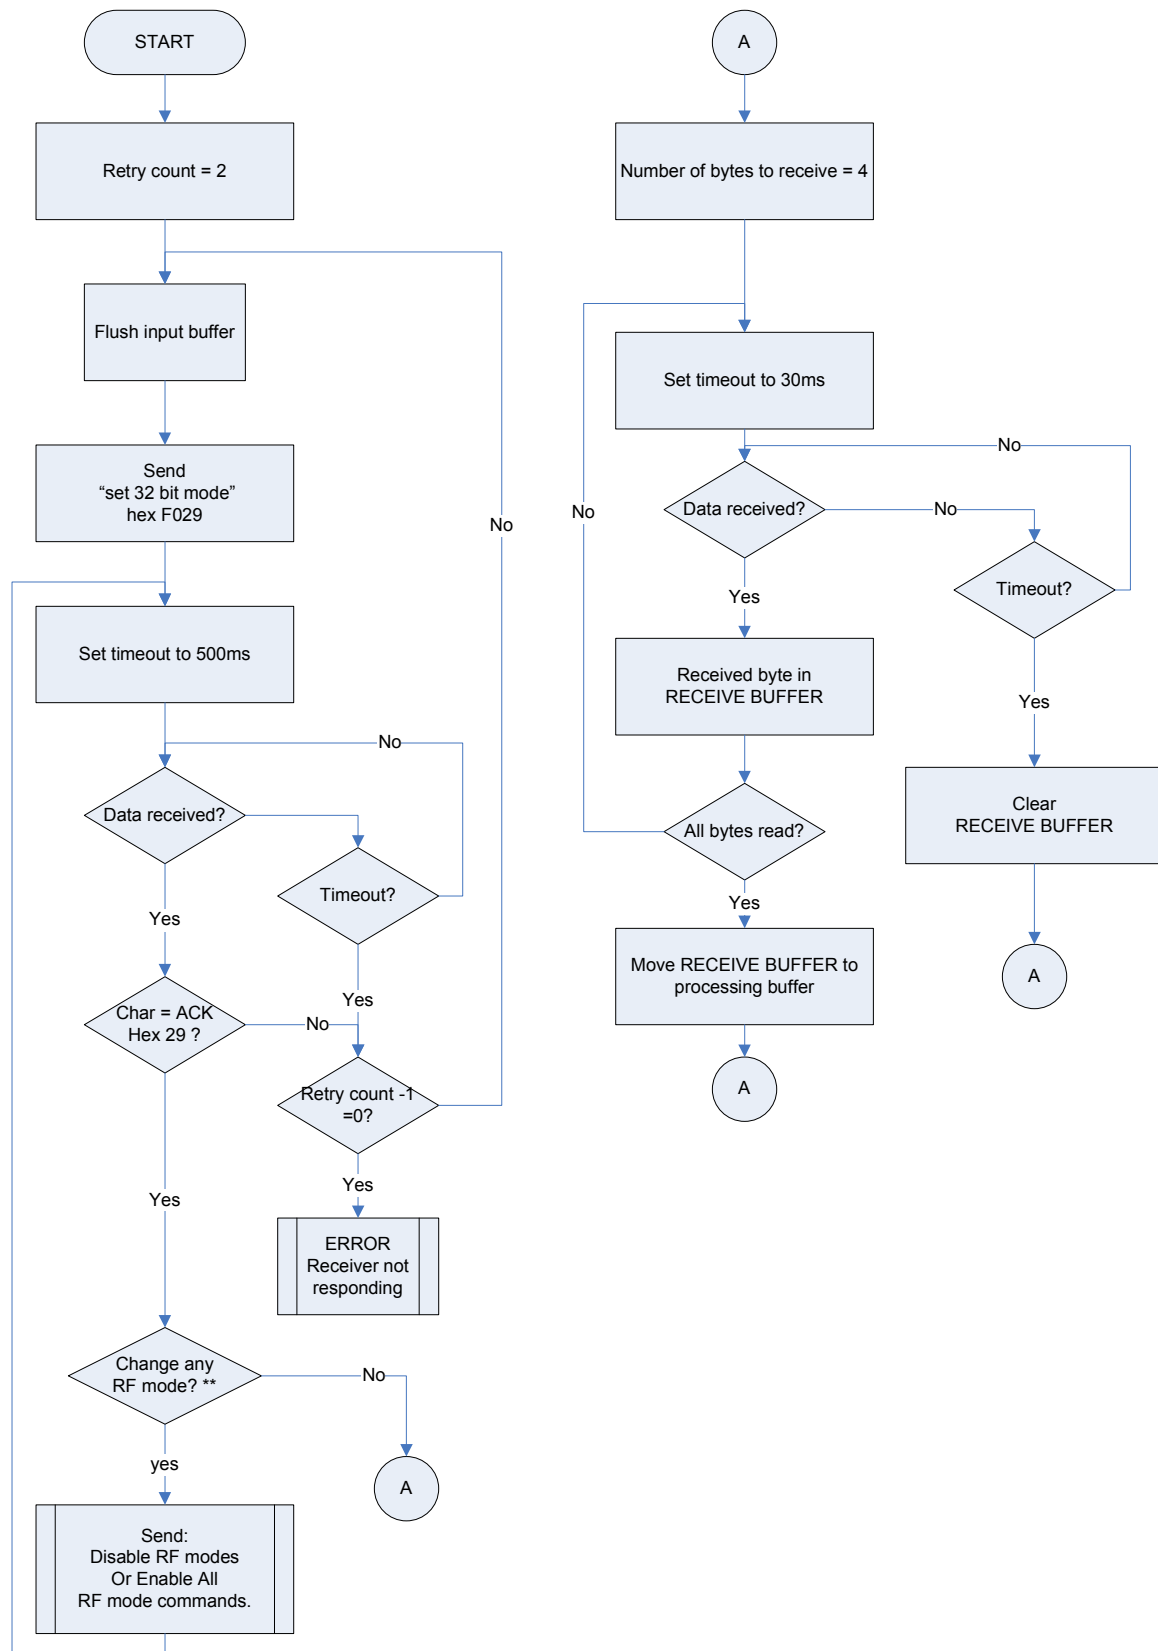 START
Retry count = 2
Flush input buffer
Send
“set 32 bit mode”
hex F029
No
Set timeout to 500ms
No
Data received?
Timeout?
Yes
Yes
Char = ACK
Hex 29 ?
No
Retry count -1
=0?
Yes
Yes
ERROR
Receiver not
responding
Change any
RF mode? **
No
yes
A
Send:
Disable RF modes
Or Enable All
RF mode commands.
A
Number of bytes to receive = 4
Set timeout to 30ms
No
No
Data received?
No
Timeout?
Yes
Received byte in
RECEIVE BUFFER
Yes
All bytes read?
Clear
RECEIVE BUFFER
Yes
Move RECEIVE BUFFER to
processing buffer
A
A